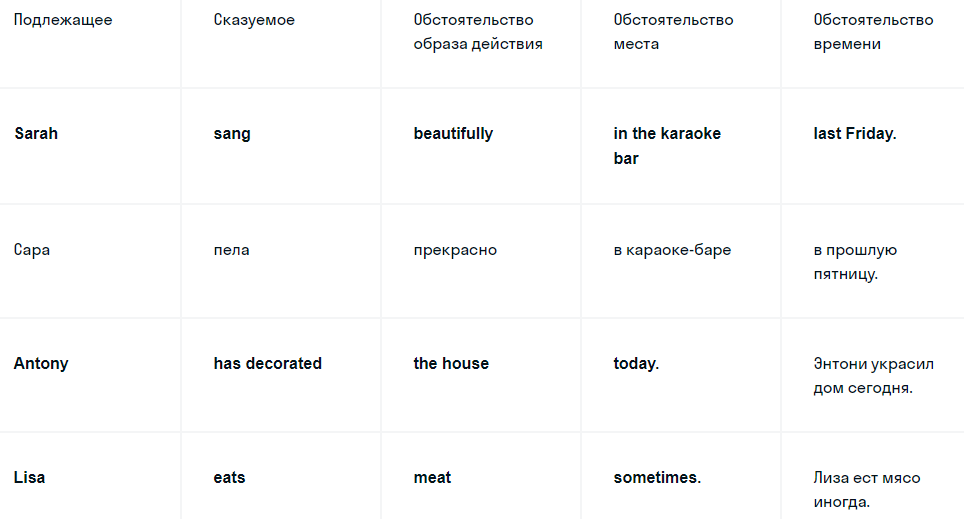 Подлежащее
Сказуемое
Обстоятельство
образа действия
Обстоятельство
места
Обстоятельство
времени
Sarah
sang
beautifully
in the karaoke
bar
last Friday.
Сара
пела
прекрасно
в караоке-баре
в прошлую
пятницу.
Antony
has decorated
the house
today.
Энтони украсил
дом сегодня.
Lisa
eats
meat
sometimes.
Лиза ест мясо
иногда.